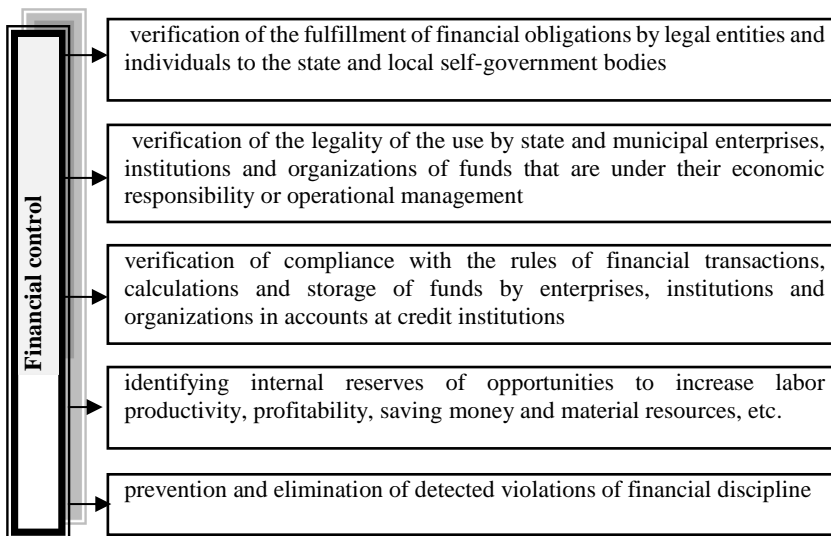 Financial control
verification of the fulfillment of financial obligations by legal entities and
individuals to the state and local self-government bodies
verification of the legality of the use by state and municipal enterprises,
institutions and organizations of funds that are under their economic
responsibility or operational management
verification of compliance with the rules of financial transactions,
calculations and storage of funds by enterprises, institutions and
organizations in accounts at credit institutions
identifying internal reserves of opportunities to increase labor
productivity, profitability, saving money and material resources, etc.
prevention and elimination of detected violations of financial discipline